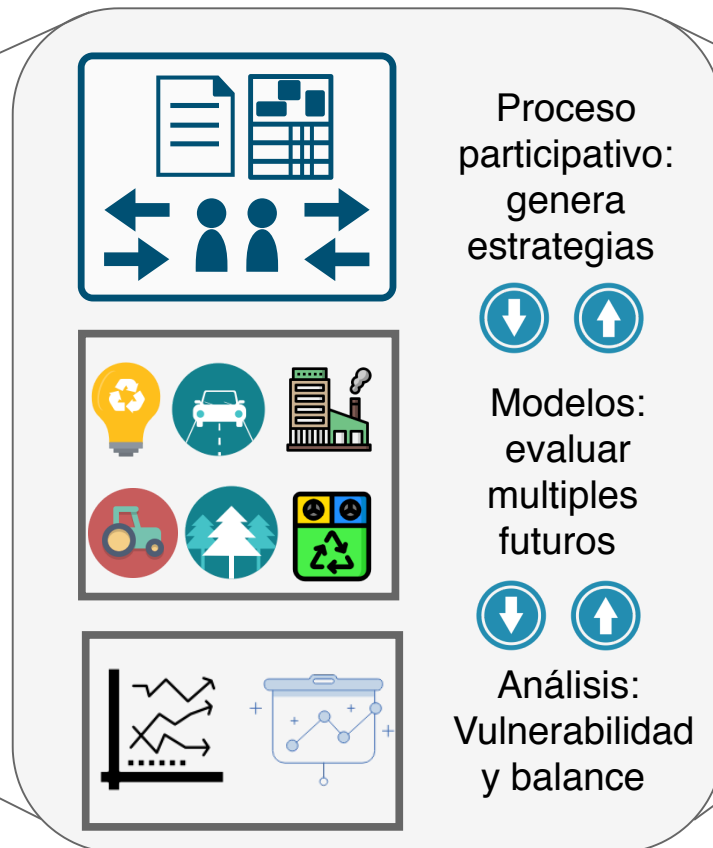 Proceso
participativo:
genera
estrategias
Modelos:
evaluar
multiples
futuros
Análisis:
Vulnerabilidad
y balance